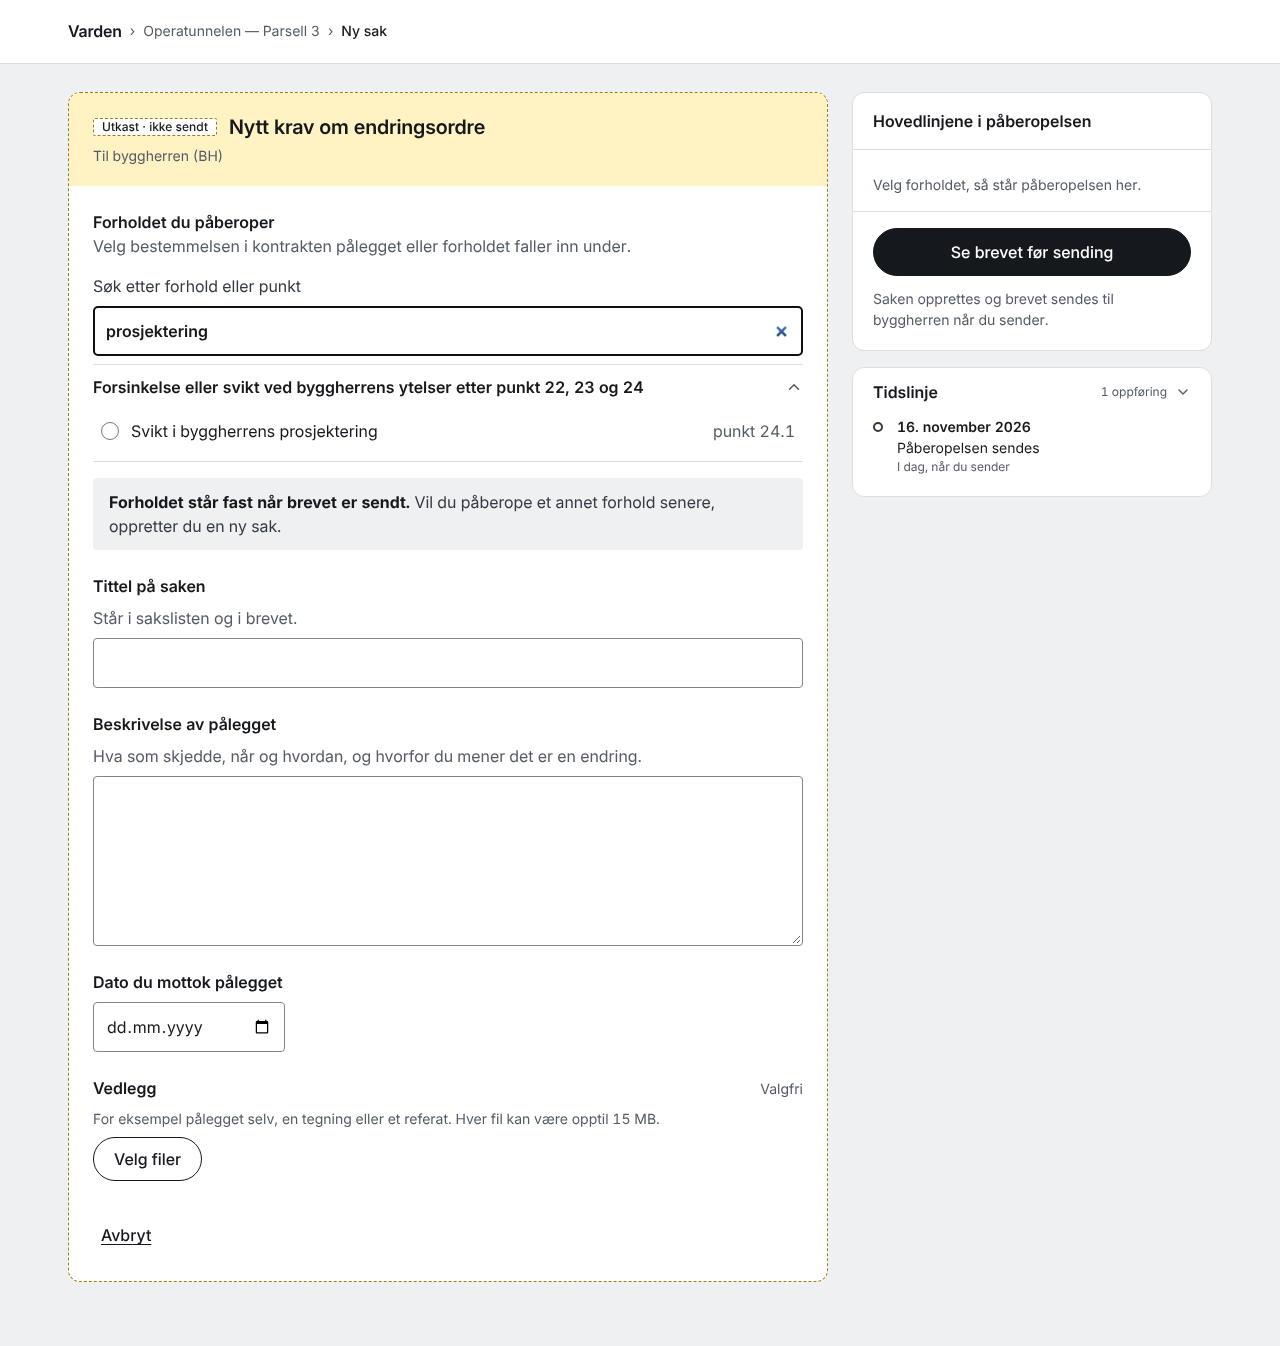 Varden › Operatunnelen — Parsell 3 › Ny sak
Utkast · ikke sendt Nytt krav om endringsordre
Til byggherren (BH)
Forholdet du påberoper
Velg bestemmelsen i kontrakten pålegget eller forholdet faller inn under.
Søk etter forhold eller punkt
prosjektering
Forsinkelse eller svikt ved byggherrens ytelser etter punkt 22, 23 og 24
Svikt i byggherrens prosjektering punkt 24.1
Forholdet står fast når brevet er sendt. Vil du påberope et annet forhold senere,
oppretter du en ny sak.
Tittel på saken
Står i sakslisten og i brevet.
Beskrivelse av pålegget
Hva som skjedde, når og hvordan, og hvorfor du mener det er en endring.
Dato du mottok pålegget
dd.mm.yyyy
Vedlegg Valgfri
For eksempel pålegget selv, en tegning eller et referat. Hver fil kan være opptil 15 MB.
Velg filer
Avbryt
Hovedlinjene i påberopelsen
Velg forholdet, så står påberopelsen her.
Se brevet før sending
Saken opprettes og brevet sendes til
byggherren når du sender.
Tidslinje 1 oppføring
16. november 2026
Påberopelsen sendes
I dag, når du sender